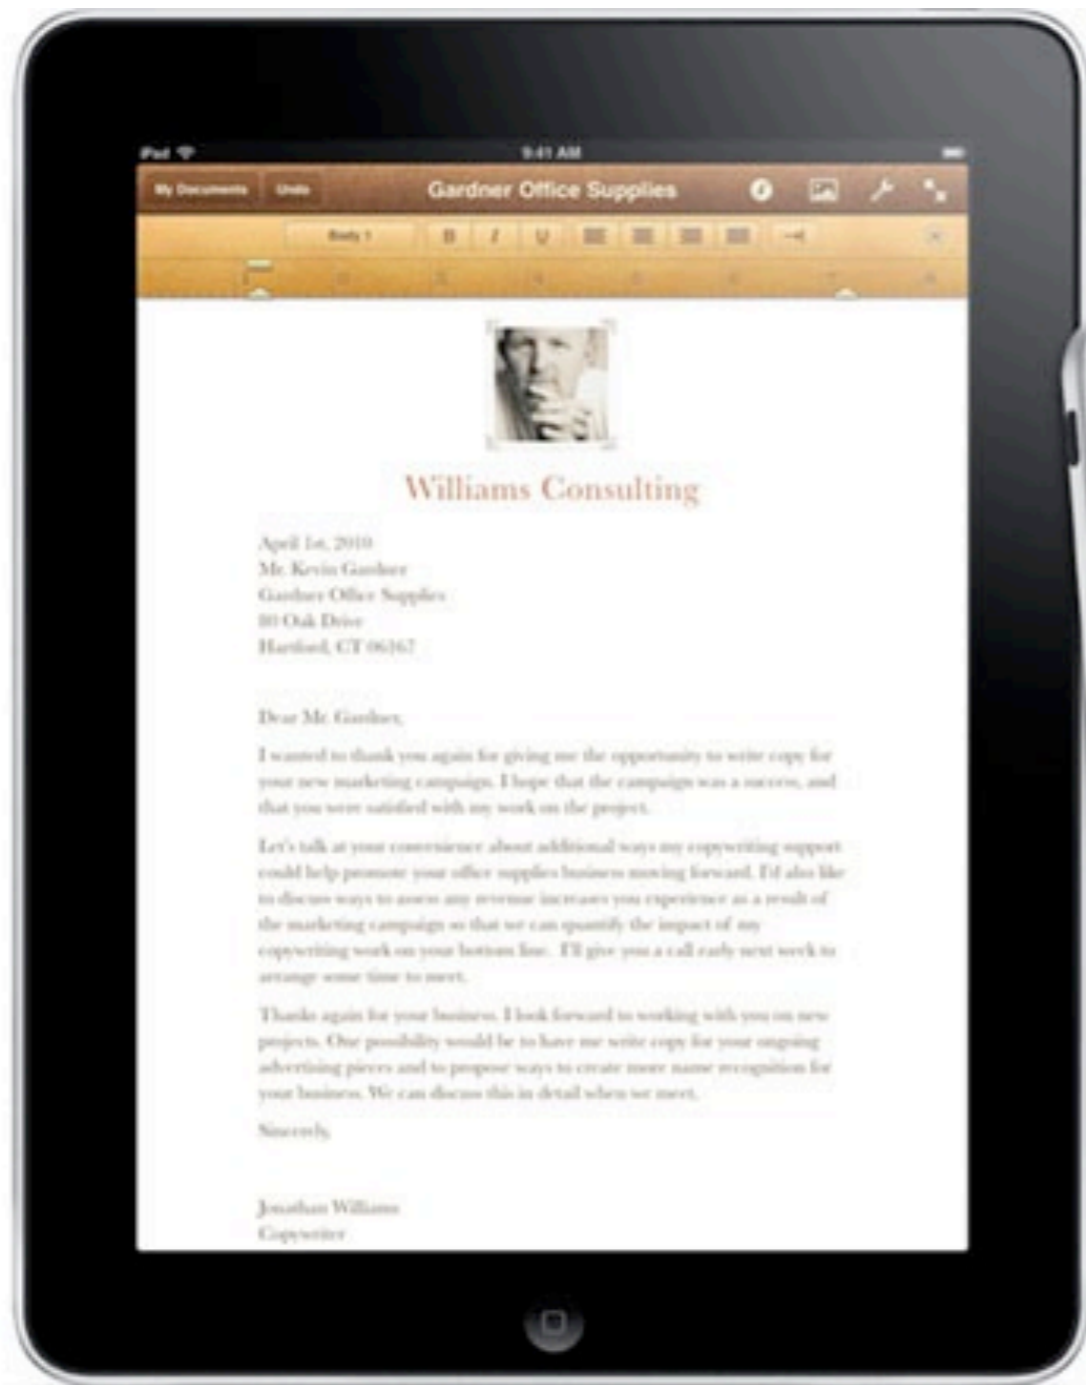 iPad 9:41 AM
My Documents Undo Gardner Office Supplies
Body 1 B I U
1 2 3 4 5 6 7 8
Williams Consulting
April 1st, 2010
Mr. Kevin Gardner
Gardner Office Supplies
80 Oak Drive
Hartford, CT 06167
Dear Mr. Gardner,
I wanted to thank you again for giving me the opportunity to write copy for
your new marketing campaign. I hope that the campaign was a success, and
that you were satisfied with my work on the project.
Let's talk at your convenience about additional ways my copywriting support
could help promote your office supplies business moving forward. I'd also like
to discuss ways to assess any revenue increases you experience as a result of
the marketing campaign so that we can quantify the impact of my
copywriting work on your bottom line. I'll give you a call early next week to
arrange some time to meet.
Thanks again for your business. I look forward to working with you on new
projects. One possibility would be to have me write copy for your ongoing
advertising pieces and to propose ways to create more name recognition for
your business. We can discuss this in detail when we meet.
Sincerely,
Jonathan Williams
Copywriter